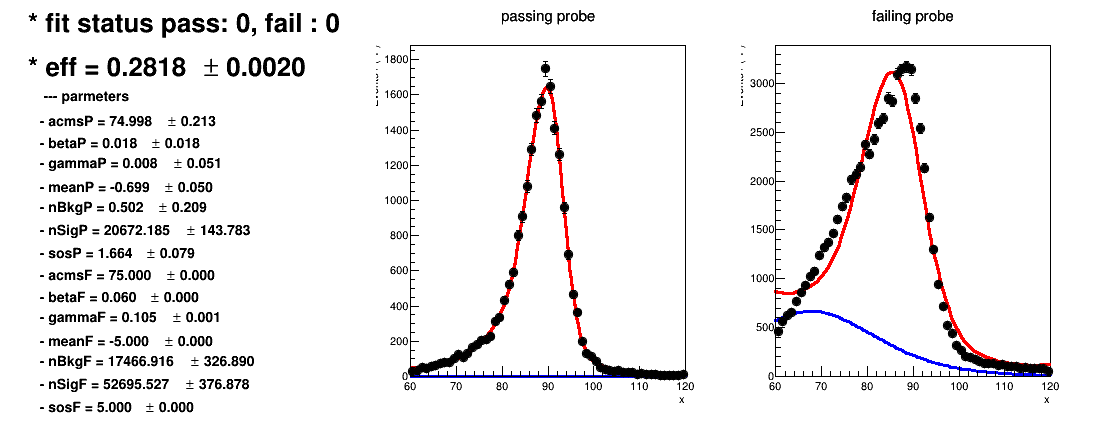 * fit status pass: 0, fail : 0
* eff = 0.2818 ± 0.0020
--- parmeters
- acmsP = 74.998 ± 0.213
- betaP = 0.018 ± 0.018
- gammaP = 0.008 ± 0.051
- meanP = -0.699 ± 0.050
- nBkgP = 0.502 ± 0.209
- nSigP = 20672.185 ± 143.783
- sosP = 1.664 ± 0.079
- acmsF = 75.000 ± 0.000
- betaF = 0.060 ± 0.000
- gammaF = 0.105 ± 0.001
- meanF = -5.000 ± 0.000
- nBkgF = 17466.916 ± 326.890
- nSigF = 52695.527 ± 376.878
- sosF = 5.000 ± 0.000
passing probe
1800
1600
1400
1200
1000
800
600
400
200
0
60 70 80 90 100 110 120
x
failing probe
3000
2500
2000
1500
1000
500
0
60 70 80 90 100 110 120
x